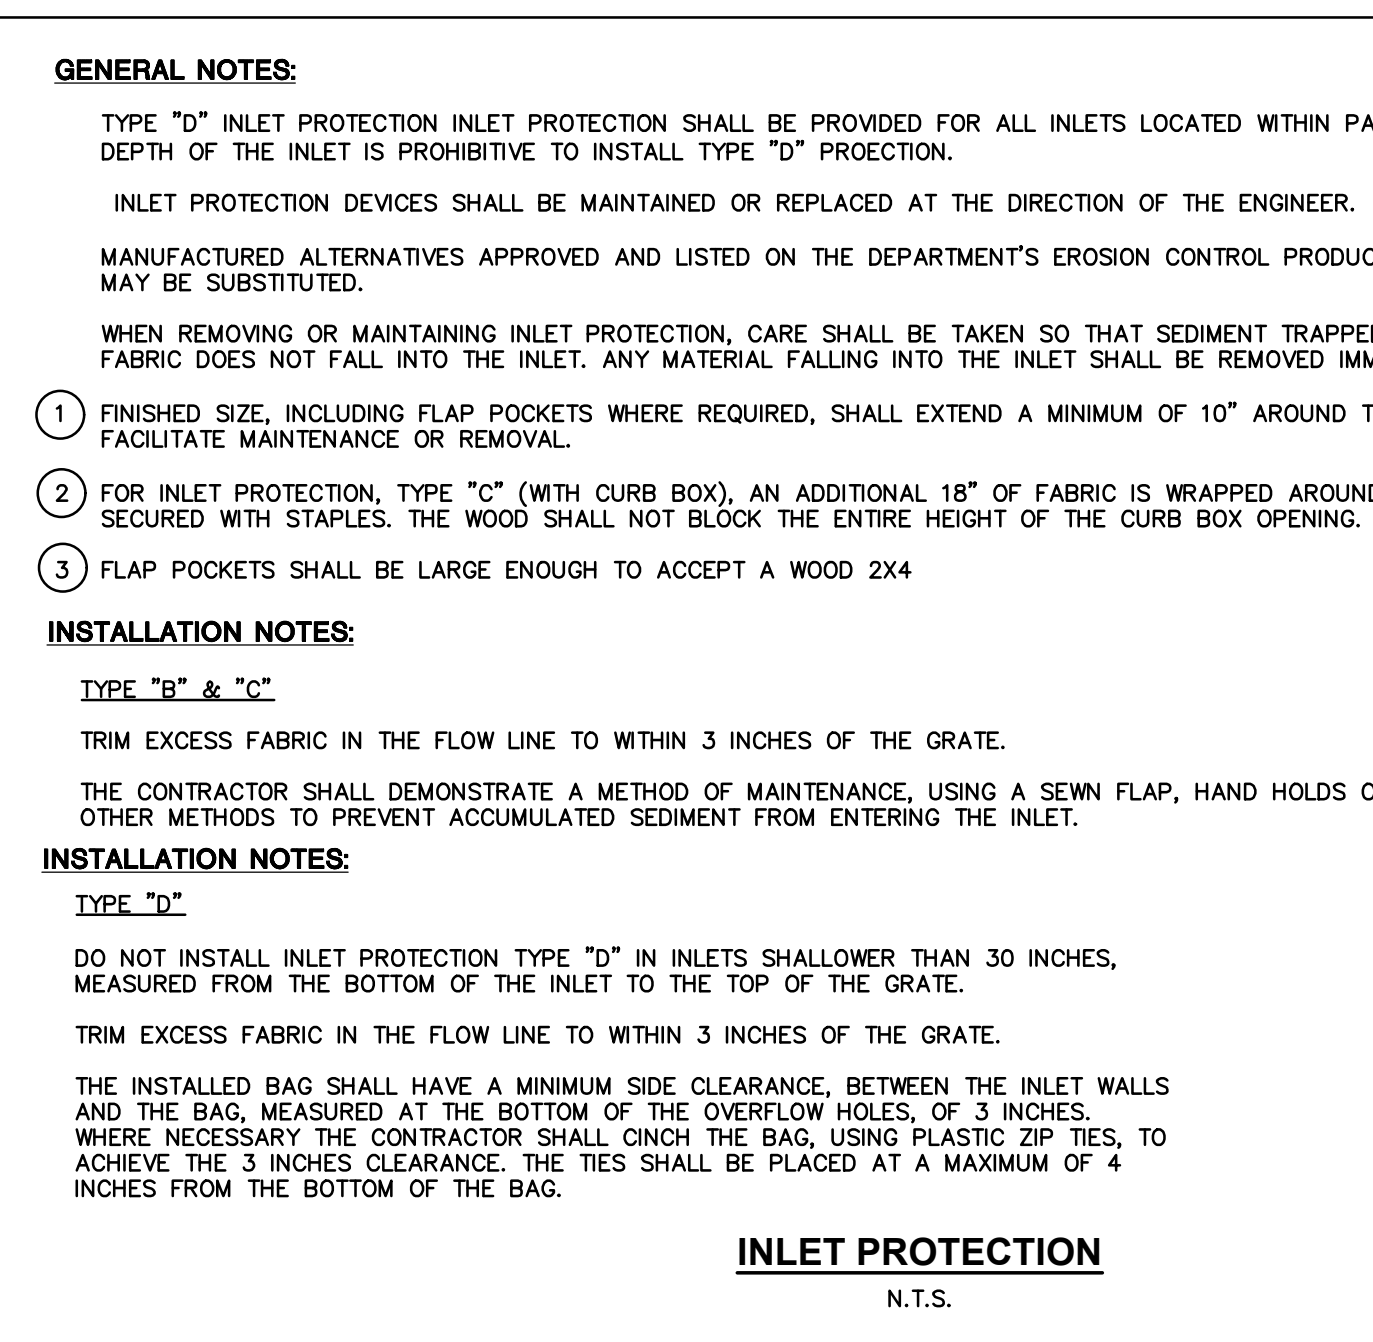 GENERAL NOTES:
TYPE "D" INLET PROTECTION INLET PROTECTION SHALL BE PROVIDED FOR ALL INLETS LOCATED WITHIN
DEPTH OF THE INLET IS PROHIBITIVE TO INSTALL TYPE "D" PROECTION.
INLET PROTECTION DEVICES SHALL BE MAINTAINED OR REPLACED AT THE DIRECTION OF THE ENGINEER.
MANUFACTURED ALTERNATIVES APPROVED AND LISTED ON THE DEPARTMENT'S EROSION CONTROL
MAY BE SUBSTITUTED.
WHEN REMOVING OR MAINTAINING INLET PROTECTION, CARE SHALL BE TAKEN SO THAT SEDIMENT
FABRIC DOES NOT FALL INTO THE INLET. ANY MATERIAL FALLING INTO THE INLET SHALL BE REMOVED
1 FINISHED SIZE, INCLUDING FLAP POCKETS WHERE REQUIRED, SHALL EXTEND A MINIMUM OF 10" AROUND
FACILITATE MAINTENANCE OR REMOVAL.
2 FOR INLET PROTECTION, TYPE "C" (WITH CURB BOX), AN ADDITIONAL 18" OF FABRIC IS WRAPPED AROUND
SECURED WITH STAPLES. THE WOOD SHALL NOT BLOCK THE ENTIRE HEIGHT OF THE CURB BOX OPENING.
3 FLAP POCKETS SHALL BE LARGE ENOUGH TO ACCEPT A WOOD 2X4
INSTALLATION NOTES:
TYPE "B" & "C"
TRIM EXCESS FABRIC IN THE FLOW LINE TO WITHIN 3 INCHES OF THE GRATE.
THE CONTRACTOR SHALL DEMONSTRATE A METHOD OF MAINTENANCE, USING A SEWN FLAP, HAND HOLDS
OTHER METHODS TO PREVENT ACCUMULATED SEDIMENT FROM ENTERING THE INLET.
INSTALLATION NOTES:
TYPE "D"
DO NOT INSTALL INLET PROTECTION TYPE "D" IN INLETS SHALLOWER THAN 30 INCHES,
MEASURED FROM THE BOTTOM OF THE INLET TO THE TOP OF THE GRATE.
TRIM EXCESS FABRIC IN THE FLOW LINE TO WITHIN 3 INCHES OF THE GRATE.
THE INSTALLED BAG SHALL HAVE A MINIMUM SIDE CLEARANCE, BETWEEN THE INLET WALLS
AND THE BAG, MEASURED AT THE BOTTOM OF THE OVERFLOW HOLES, OF 3 INCHES.
WHERE NECESSARY THE CONTRACTOR SHALL CINCH THE BAG, USING PLASTIC ZIP TIES, TO
ACHIEVE THE 3 INCHES CLEARANCE. THE TIES SHALL BE PLACED AT A MAXIMUM OF 4
INCHES FROM THE BOTTOM OF THE BAG.
INLET PROTECTION
N.T.S.